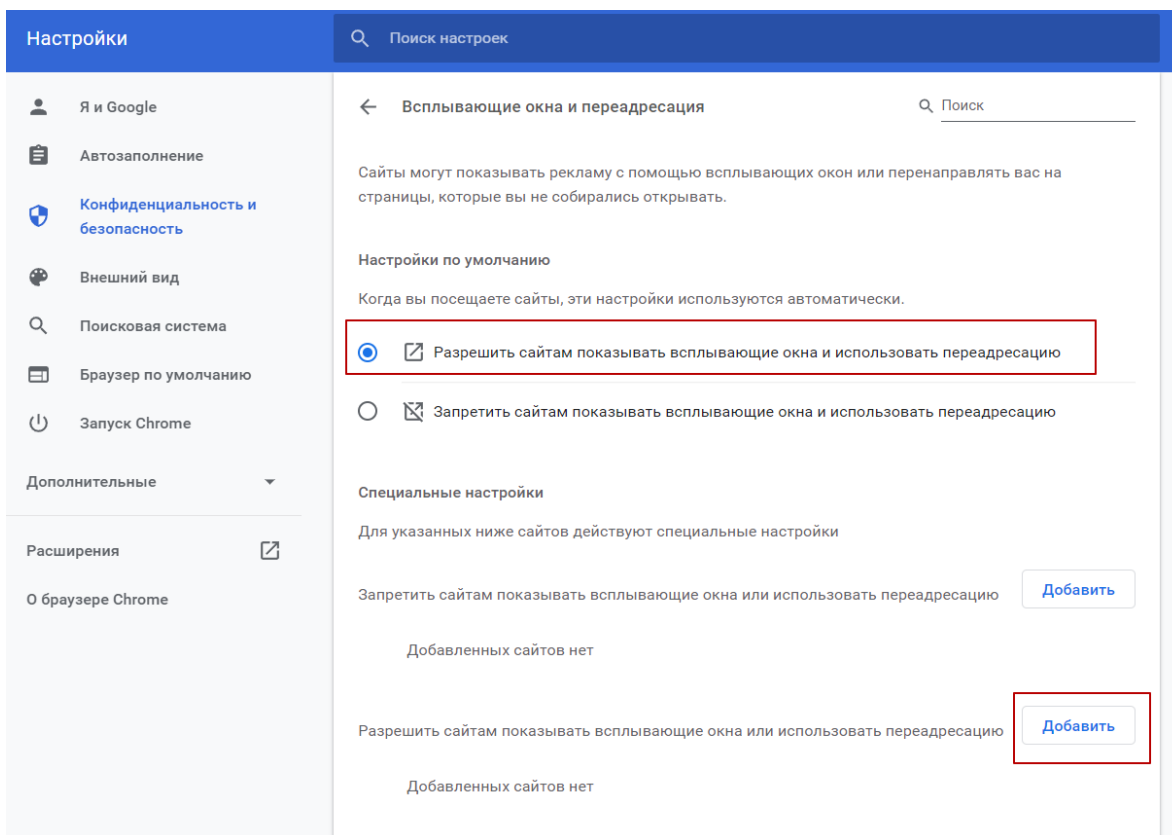 Настройки
Поиск настроек
Я и Google
Автозаполнение
Конфиденциальность и
безопасность
Внешний вид
Поисковая система
Браузер по умолчанию
Запуск Chrome
Дополнительные
Расширения
О браузере Chrome
Всплывающие окна и переадресация
Поиск
Сайты могут показывать рекламу с помощью всплывающих окон или перенаправлять вас на
страницы, которые вы не собирались открывать.
Настройки по умолчанию
Когда вы посещаете сайты, эти настройки используются автоматически.
Разрешить сайтам показывать всплывающие окна и использовать переадресацию
Запретить сайтам показывать всплывающие окна и использовать переадресацию
Специальные настройки
Для указанных ниже сайтов действуют специальные настройки
Запретить сайтам показывать всплывающие окна или использовать переадресацию
Добавить
Добавленных сайтов нет
Разрешить сайтам показывать всплывающие окна или использовать переадресацию
Добавить
Добавленных сайтов нет